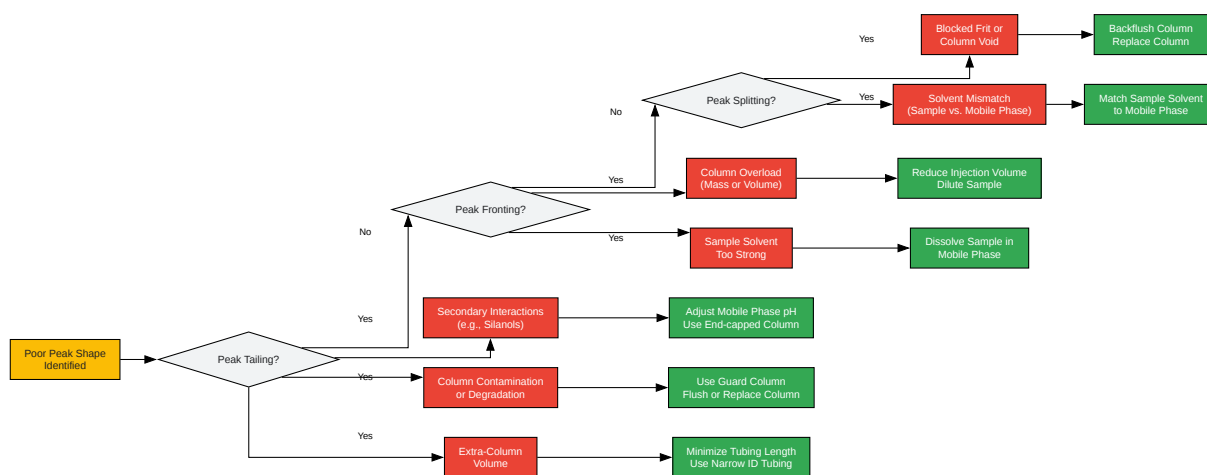 Poor Peak Shape
Identified
Peak Tailing?
No
Yes
Yes
Yes
Peak Fronting?
Secondary Interactions
(e.g., Silanols)
Adjust Mobile Phase pH
Use End-capped Column
Column Contamination
or Degradation
Use Guard Column
Flush or Replace Column
Extra-Column
Volume
Minimize Tubing Length
Use Narrow ID Tubing
No
Yes
Yes
Peak Splitting?
Column Overload
(Mass or Volume)
Reduce Injection Volume
Dilute Sample
Sample Solvent
Too Strong
Dissolve Sample in
Mobile Phase
Yes
Yes
Blocked Frit or
Column Void
Backflush Column
Replace Column
Solvent Mismatch
(Sample vs. Mobile Phase)
Match Sample Solvent
to Mobile Phase